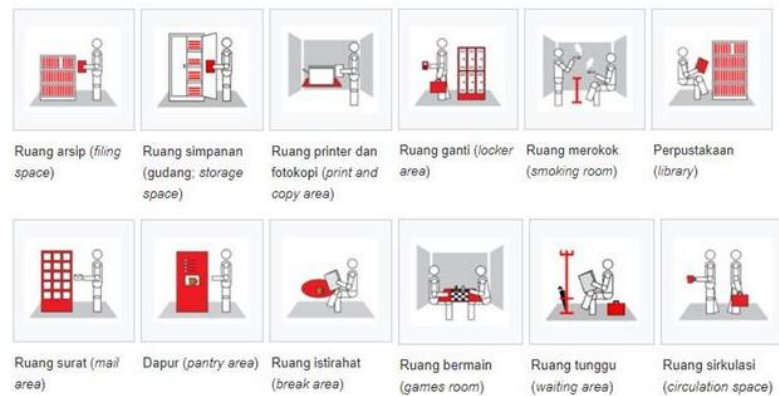 Ruang arsip (filing
space)
Ruang simpanan
(gudang; storage
space)
Ruang printer dan
fotokopi (print and
copy area)
Ruang ganti (locker
area)
Ruang merokok
(smoking room)
Perpustakaan
(library)
Ruang surat (mail
area)
Dapur (pantry area)
Ruang istirahat
(break area)
Ruang bermain
(games room)
Ruang tunggu
(waiting area)
Ruang sirkulasi
(circulation space)